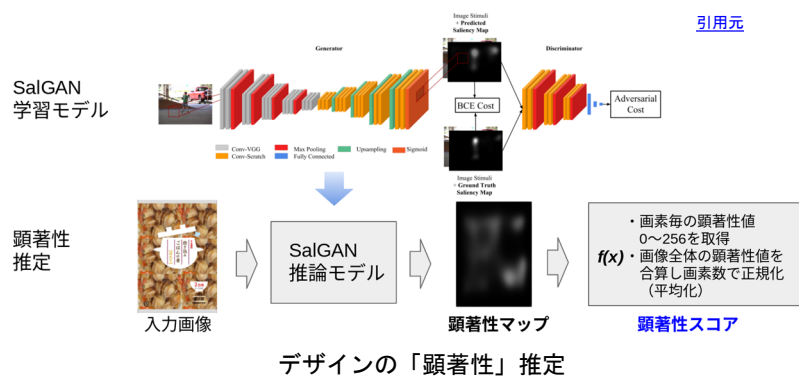 引用元
Image Stimuli
+ Predicted
Saliency Map
Generator
Discriminator
SalGAN
学習モデル
BCE Cost
Adversarial
Cost
Conv-VGG
Max Pooling
Upsampling
Sigmoid
Conv-Scratch
Fully Connected
Image Stimuli
+ Ground Truth
Saliency Map
顕著性
推定
SalGAN
推論モデル
f(x)
・画素毎の顕著性値
0〜256を取得
・画像全体の顕著性値を
合算し画素数で正規化
（平均化）
入力画像
顕著性マップ
顕著性スコア
デザインの「顕著性」推定